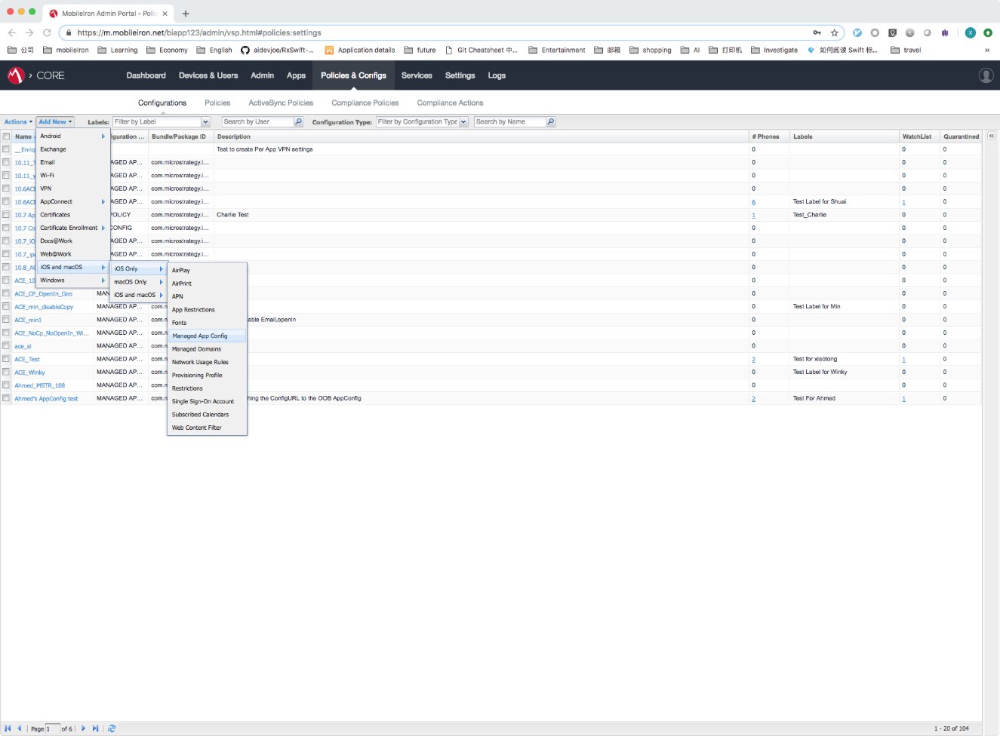 MobileIron Admin Portal - Polic
https://m.mobileiron.net/biapp123/admin/vsp.html#policies:settings
X
公司 mobileIron Learning Economy English aidevjoe/RxSwift-... Application details future Git Cheatsheet 中... Entertainment 邮箱 shopping AI 打印机 Investigate 如何阅读 Swift 标... travel »
CORE Dashboard Devices & Users Admin Apps Policies & Configs Services Settings Logs
Configurations Policies ActiveSync Policies Compliance Policies Compliance Actions
Actions Add New Labels: Filter by Label Search by User Configuration Type: Filter by Configuration Type Search by Name
Name guration ... Bundle/Package ID Description # Phones Labels WatchList Quarantined
__Enriq Test to create Per App VPN settings 0 0 0
10.11_T AGED AP... com.microstrategy.i... 0 0 0
10.11_y AGED AP... com.microstrategy.i... 0 0 0
10.6ACE AGED AP... com.microstrategy.i... 0 0 0
10.6ACE AGED AP... com.microstrategy.i... 6 Test Label for Shuai 1 0
10.7 Ap POLICY com.microstrategy.i... Charlie Test 1 Test_Charlie 0 0
10.7 Co CONFIG com.microstrategy.i... 0 0 0
10.7_iO AGED AP... com.microstrategy.i... 0 0 0
10.7_ipa AGED AP... com.microstrategy.i... 0 0 0
10.8_AC 0 0 0
ACE_10 0 0 0
ACE_CP_OpenIn_Geo MAN 0 0 0
ACE_min_disableCopy MANAGED AP... com.m 0 Test Label for Min 0 0
ACE_min1 MANAGED AP... com.m able Email,openIn 0 0 0
ACE_NoCp_NoOpenIn_Wi... MANAGED AP... com.m 0 0 0
ace_si MANAGED AP... com.m 0 0 0
ACE_Test MANAGED AP... com.m 2 Test for xiaotong 1 0
ACE_Winky MANAGED AP... com.m 0 Test Label for Winky 0 0
Ahmed_MSTR_108 MANAGED AP... com.m 0 0 0
Ahmed's AppConfig test MANAGED AP... com.m hing the ConfigURL to the OOB AppConfig 2 Test For Ahmed 1 0
Android
Exchange
Email
Wi-Fi
VPN
AppConnect
Certificates
Certificate Enrollment
Docs@Work
Web@Work
iOS and macOS
Windows
iOS Only
macOS Only
iOS and macOS
AirPlay
AirPrint
APN
App Restrictions
Fonts
Managed App Config
Managed Domains
Network Usage Rules
Provisioning Profile
Restrictions
Single Sign-On Account
Subscribed Calendars
Web Content Filter
Page 1 of 6 1 - 20 of 104